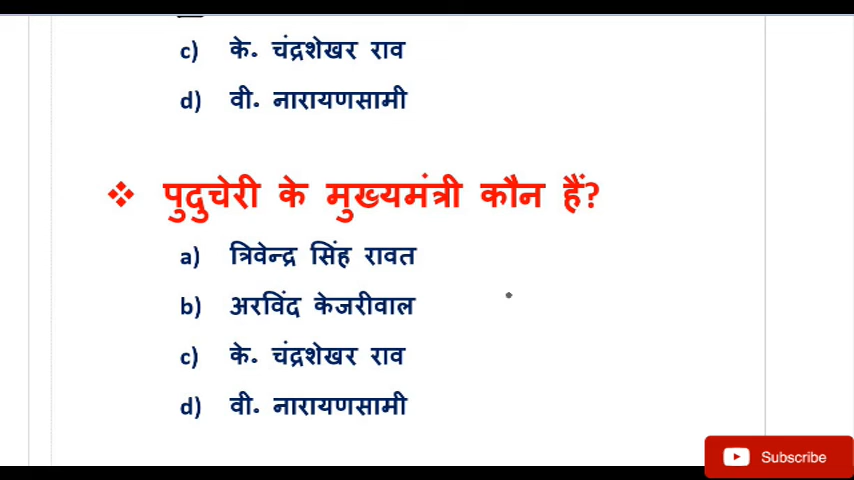 c) के. चंद्रशेखर राव
d) वी. नारायणसामी
❖ पुदुचेरी के मुख्यमंत्री कौन हैं?
a) त्रिवेन्द्र सिंह रावत
b) अरविंद केजरीवाल
c) के. चंद्रशेखर राव
d) वी. नारायणसामी
Subscribe